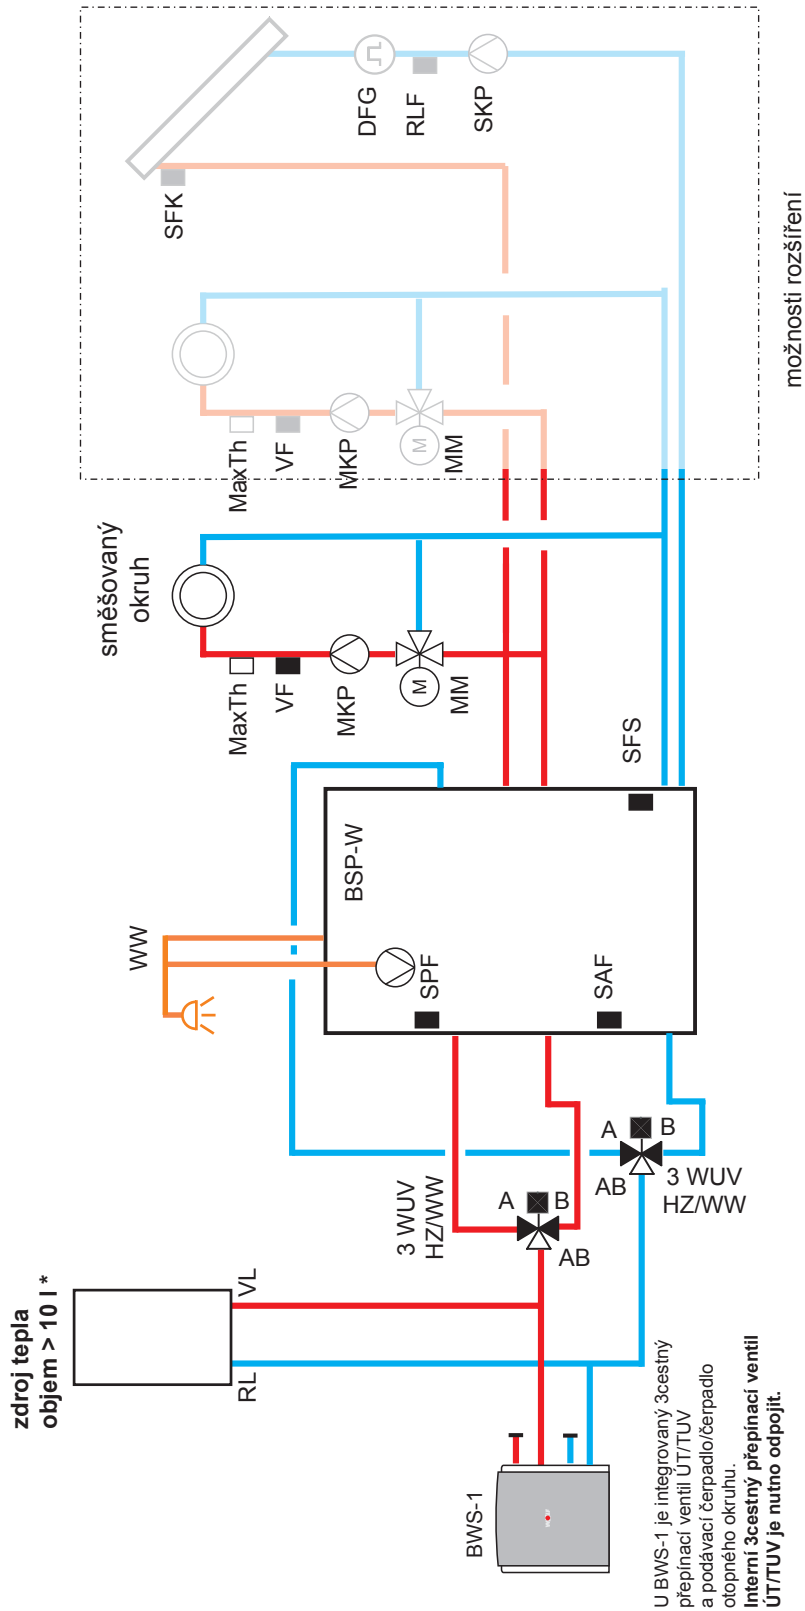 zdroj tepla
objem > 10 l *
RL
VL
BWS-1
U BWS-1 je integrovaný 3cestný
přepínací ventil ÚT/TUV
a podávací čerpadlo/čerpadlo
otopného okruhu.
Interní 3cestný přepínací ventil
ÚT/TUV je nutno odpojit.
3 WUV
HZ/WW
A
B
AB
A
B
AB
3 WUV
HZ/WW
WW
BSP-W
SPF
SAF
SFS
směšovaný
okruh
MaxTh
VF
MKP
M
MM
MaxTh
VF
MKP
M
MM
SFK
DFG
RLF
SKP
možnosti rozšíření